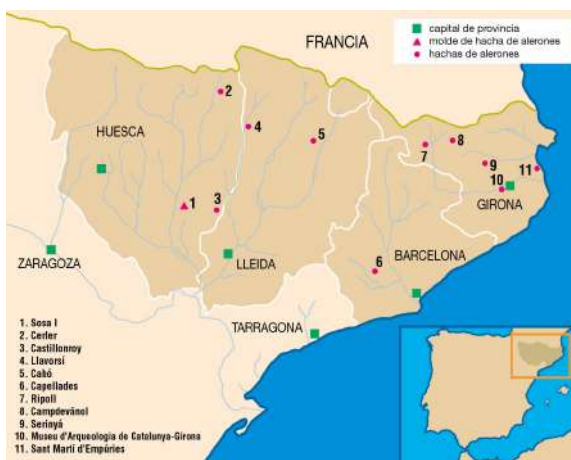 capital de provincia
molde de hacha de alerones
hachas de alerones
FRANCIA
2
HUESCA
4
5
8
7
9
11
10
1
3
GIRONA
ZARAGOZA
LLEIDA
BARCELONA
6
TARRAGONA
1. Sosa I
2. Cerler
3. Castillonroy
4. Llavorsí
5. Cabó
6. Capellades
7. Ripoll
8. Campdevànol
9. Serinyá
10. Museu d'Arqueologia de Catalunya-Girona
11. Sant Martí d'Empúries